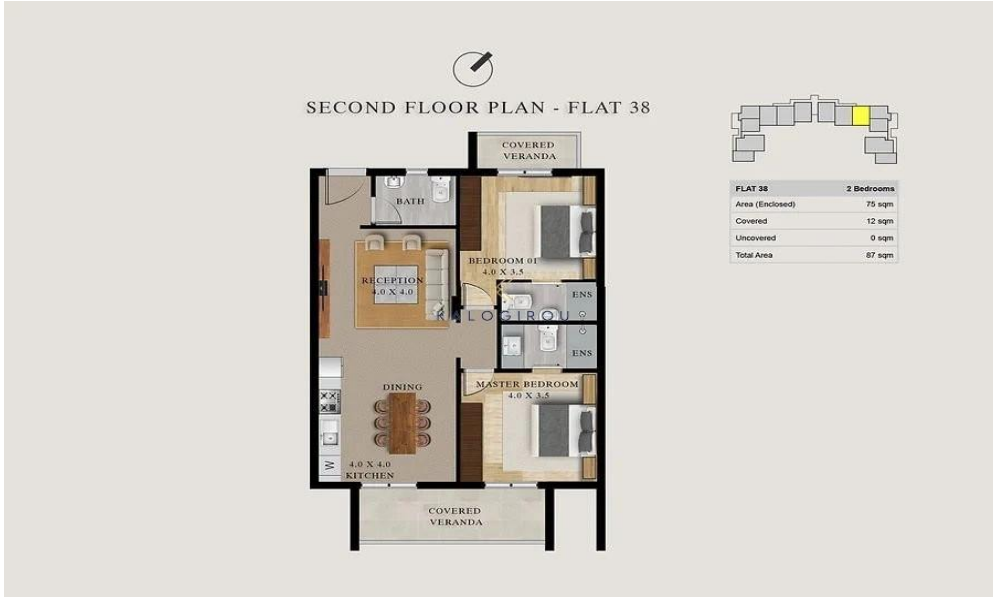 SECOND FLOOR PLAN - FLAT 38
COVERED
VERANDA
BATH
BEDROOM 01
4.0 X 3.5
RECEPTION
4.0 X 4.0
ENS
KALOGIROU
ENS
MASTER BEDROOM
4.0 X 3.5
DINING
W
4.0 X 4.0
KITCHEN
COVERED
VERANDA
FLAT 38 2 Bedrooms
Area (Enclosed) 75 sqm
Covered 12 sqm
Uncovered 0 sqm
Total Area 87 sqm